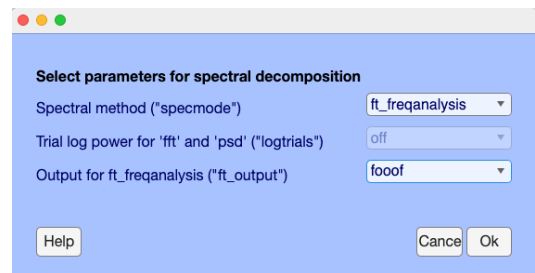 Select parameters for spectral decomposition
Spectral method ("specmode") ft_freqanalysis
Trial log power for 'fft' and 'psd' ("logtrials") off
Output for ft_freqanalysis ("ft_output") fooof
Help Cance Ok